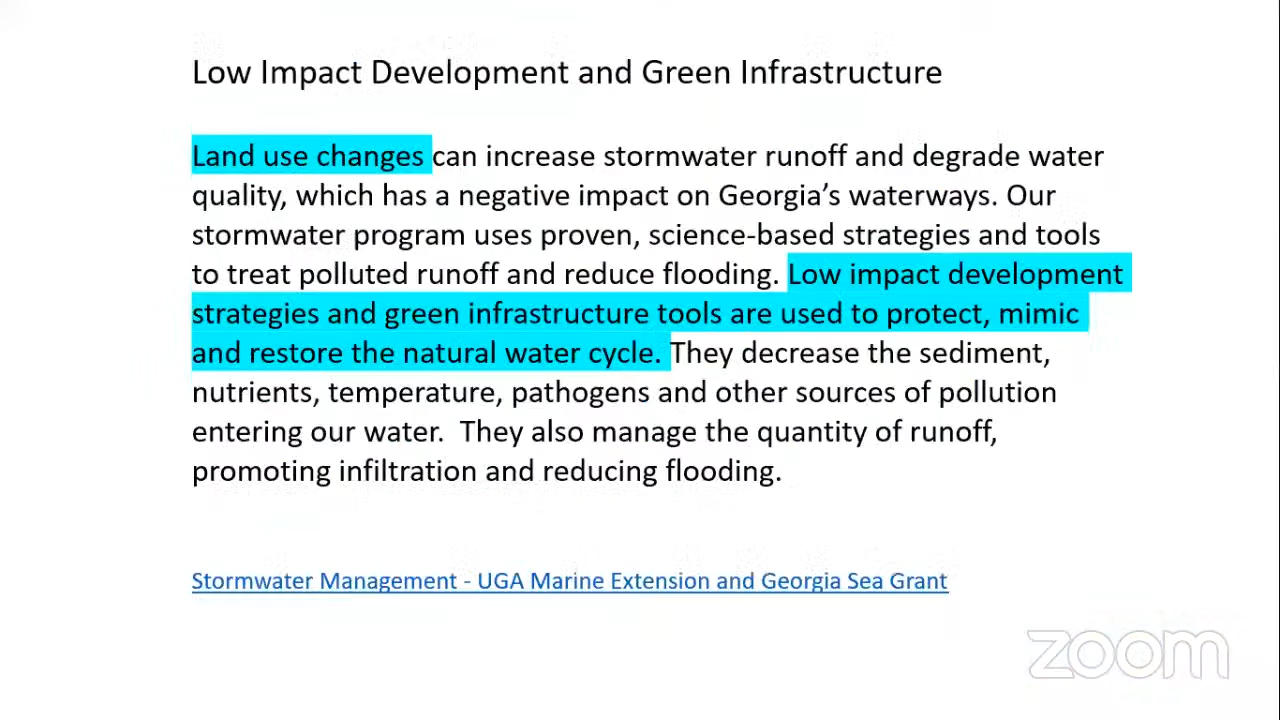 Low Impact Development and Green Infrastructure
Land use changes can increase stormwater runoff and degrade water
quality, which has a negative impact on Georgia’s waterways. Our
stormwater program uses proven, science-based strategies and tools
to treat polluted runoff and reduce flooding. Low impact development
strategies and green infrastructure tools are used to protect, mimic
and restore the natural water cycle. They decrease the sediment,
nutrients, temperature, pathogens and other sources of pollution
entering our water.  They also manage the quantity of runoff,
promoting infiltration and reducing flooding.
Stormwater Management - UGA Marine Extension and Georgia Sea Grant
zoom